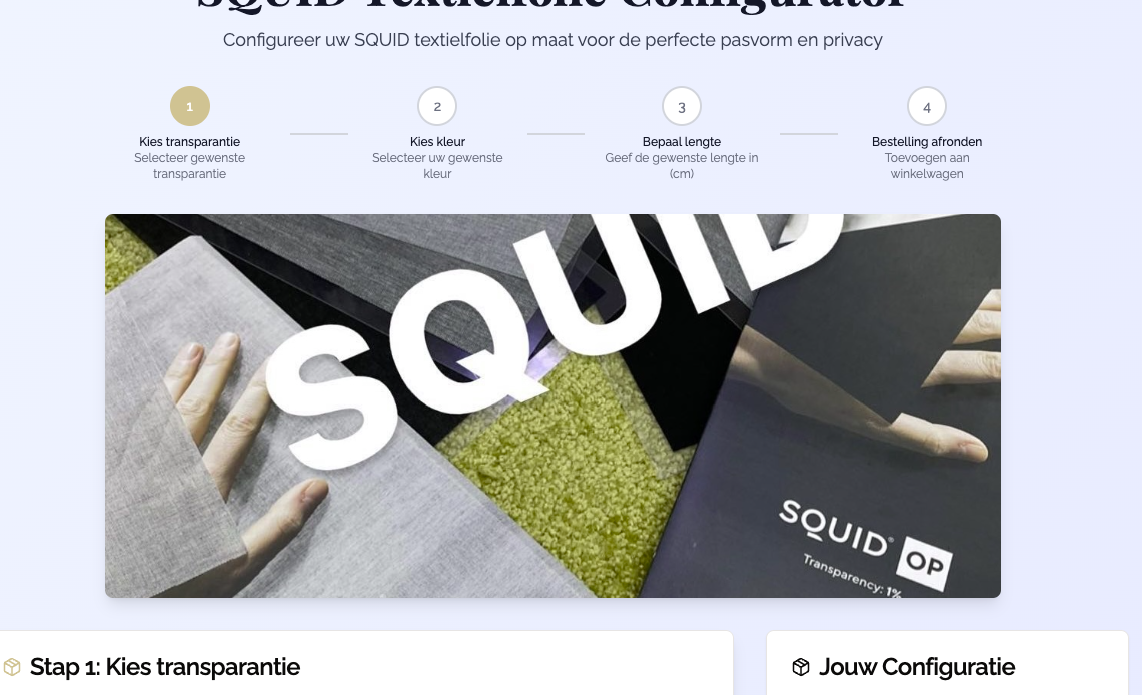 SQUID Textielfolie Configurator
Configureer uw SQUID textielfolie op maat voor de perfecte pasvorm en privacy
1
2
3
4
Kies transparantie
Kies kleur
Bepaal lengte
Bestelling afronden
Selecteer gewenste
transparantie
Selecteer uw gewenste
kleur
Geef de gewenste lengte in
(cm)
Toevoegen aan
winkelwagen
SQUID
SQUID® OP
Transparency: 1%
Stap 1: Kies transparantie
Jouw Configuratie